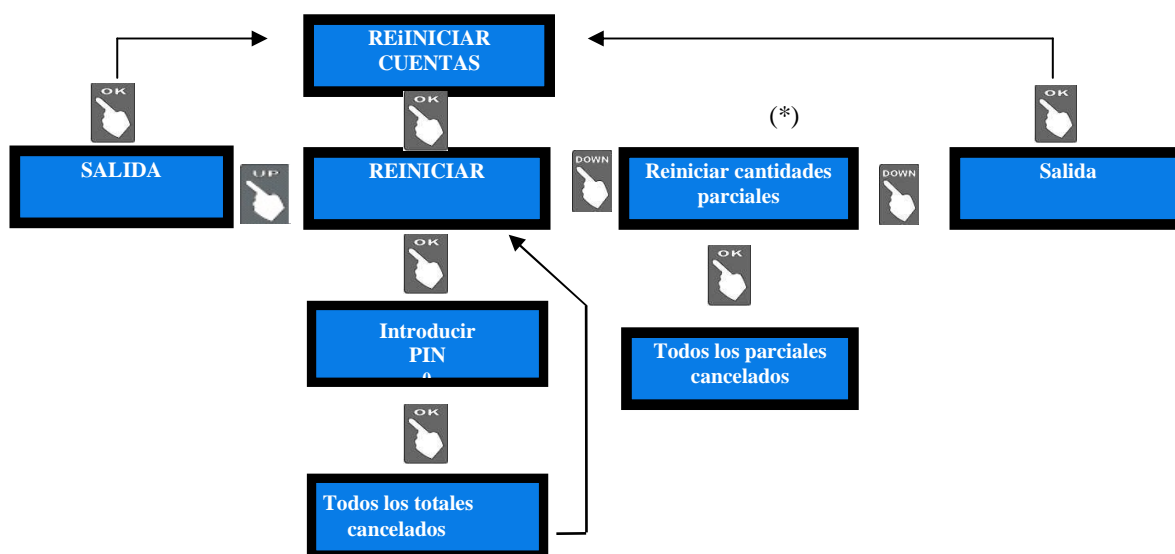 REiINICIAR
CUENTAS
OK
OK
OK
(*)
SALIDA
UP
REINICIAR
DOWN
Reiniciar cantidades
parciales
DOWN
Salida
OK
OK
Introducir
PIN
Todos los parciales
cancelados
OK
Todos los totales
cancelados